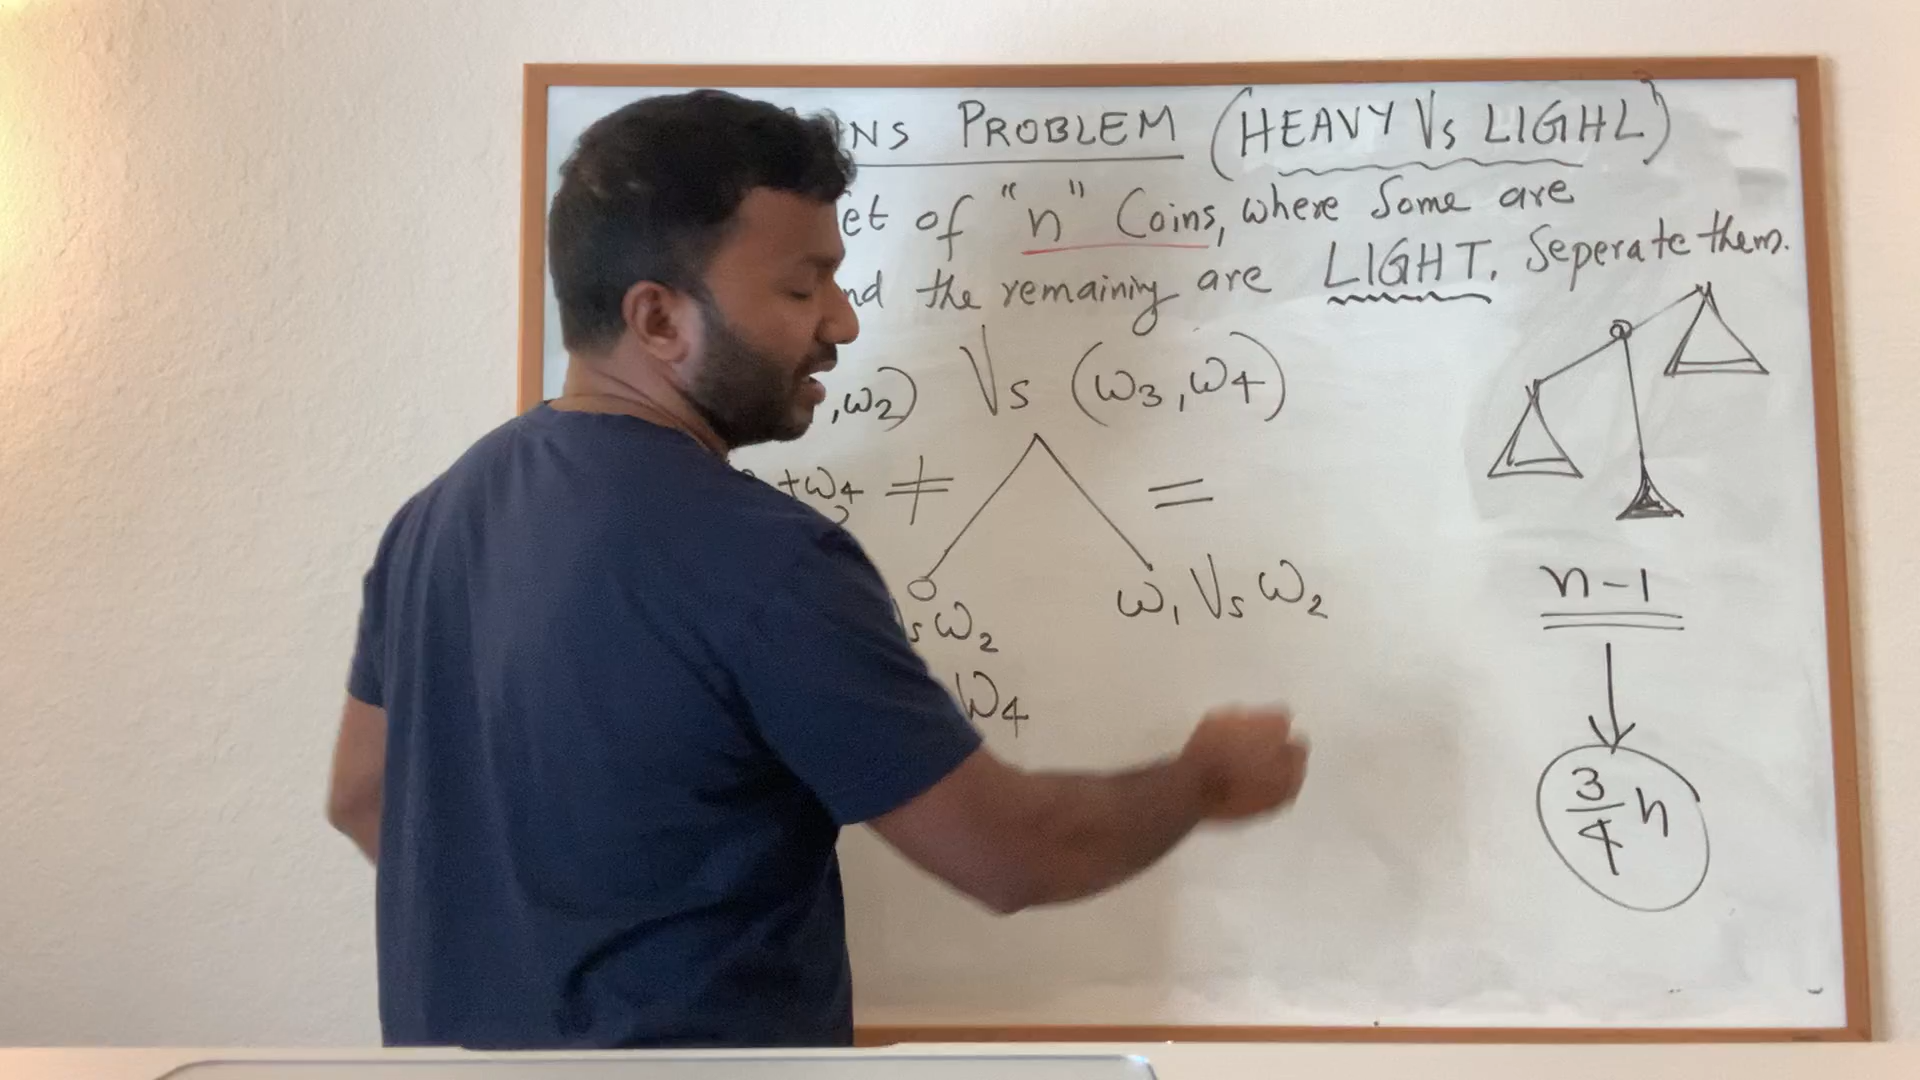 NS PROBLEM (HEAVY Vs LIGHL)
et of "n" Coins, where Some are
nd the remaining are LIGHT. Seperate them.
,ω2) Vs (ω3,ω4)
+ω4 ≠ =
s ω2 ω1 Vs ω2
ω4
n-1
3/4 n